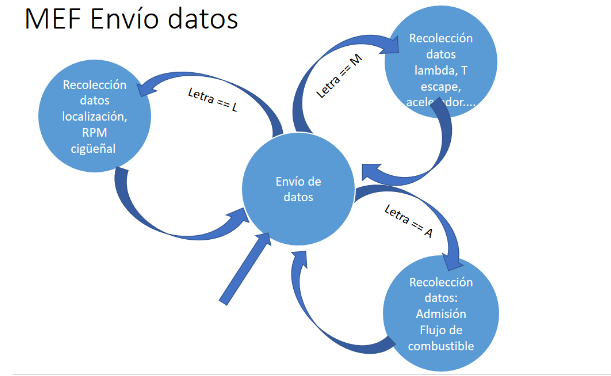 MEF Envío datos
Recolección
datos
localización,
RPM
cigüeñal
Letra == L
Letra == M
Recolección
datos
lambda, T
escape,
acelerador....
Envío de
datos
Letra == A
Recolección
datos:
Admisión
Flujo de
combustible